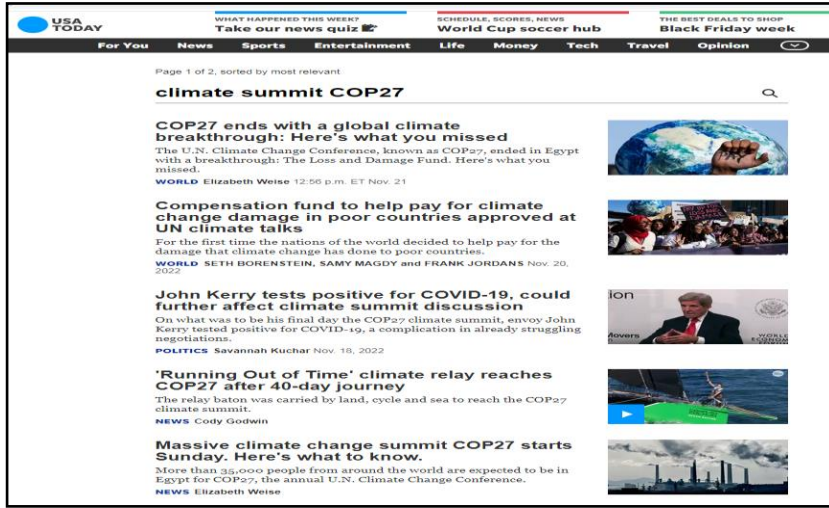 USA TODAY
WHAT HAPPENED THIS WEEK?
Take our news quiz
SCHEDULE, SCORES, NEWS
World Cup soccer hub
THE BEST DEALS TO SHOP
Black Friday week
For You News Sports Entertainment Life Money Tech Travel Opinion
Page 1 of 2, sorted by most relevant
climate summit COP27
COP27 ends with a global climate
breakthrough: Here's what you missed
The U.N. Climate Change Conference, known as COP27, ended in Egypt
with a breakthrough: The Loss and Damage Fund. Here's what you
missed.
WORLD Elizabeth Weise 12:56 p.m. ET Nov. 21
Compensation fund to help pay for climate
change damage in poor countries approved at
UN climate talks
For the first time the nations of the world decided to help pay for the
damage that climate change has done to poor countries.
WORLD SETH BORENSTEIN, SAMY MAGDY and FRANK JORDANS Nov. 20,
2022
John Kerry tests positive for COVID-19, could
further affect climate summit discussion
On what was to be his final day the COP27 climate summit, envoy John
Kerry tested positive for COVID-19, a complication in already struggling
negotiations.
POLITICS Savannah Kuchar Nov. 18, 2022
'Running Out of Time' climate relay reaches
COP27 after 40-day journey
The relay baton was carried by land, cycle and sea to reach the COP27
climate summit.
NEWS Cody Godwin
Massive climate change summit COP27 starts
Sunday. Here's what to know.
More than 35,000 people from around the world are expected to be in
Egypt for COP27, the annual U.N. Climate Change Conference.
NEWS Elizabeth Weise